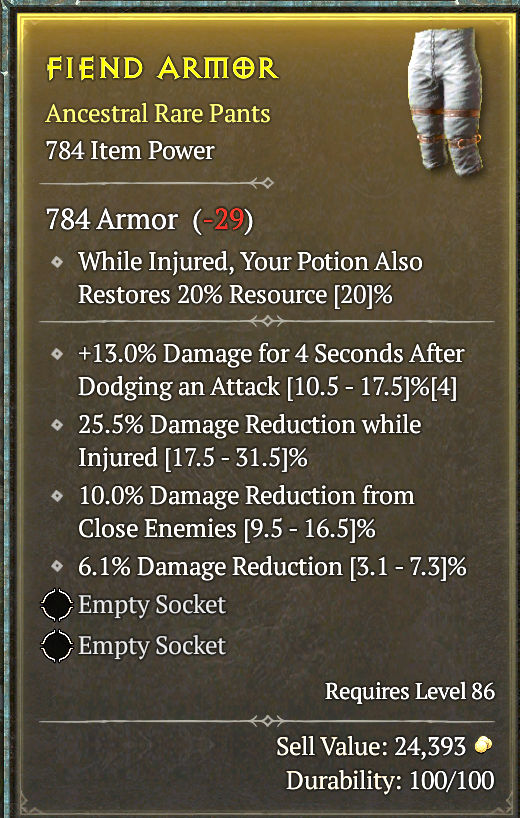 FIEND ARMOR
Ancestral Rare Pants
784 Item Power
784 Armor (-29)
While Injured, Your Potion Also
Restores 20% Resource [20]%
+13.0% Damage for 4 Seconds After
Dodging an Attack [10.5 - 17.5]%[4]
25.5% Damage Reduction while
Injured [17.5 - 31.5]%
10.0% Damage Reduction from
Close Enemies [9.5 - 16.5]%
6.1% Damage Reduction [3.1 - 7.3]%
Empty Socket
Empty Socket
Requires Level 86
Sell Value: 24,393
Durability: 100/100